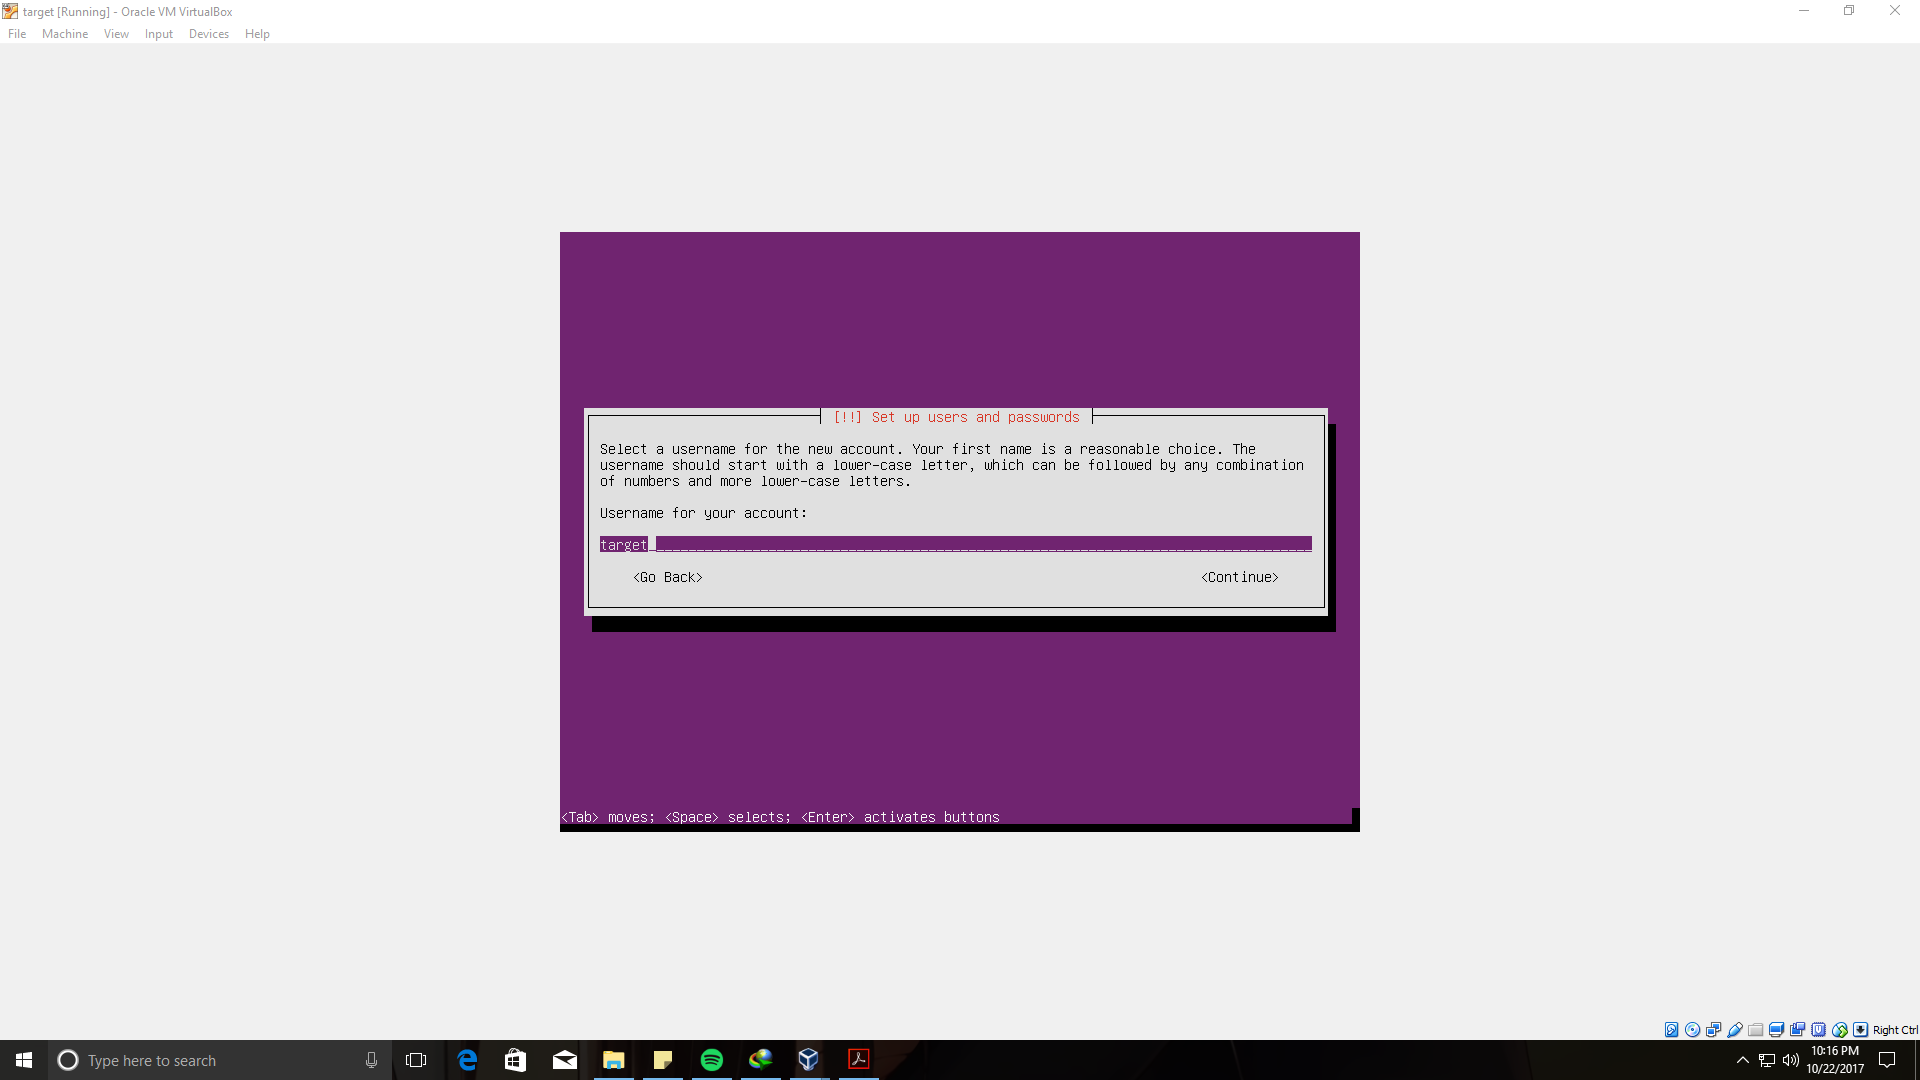 target [Running] - Oracle VM VirtualBox
File Machine View Input Devices Help
[!!] Set up users and passwords
Select a username for the new account. Your first name is a reasonable choice. The
username should start with a lower-case letter, which can be followed by any combination
of numbers and more lower-case letters.
Username for your account:
target
<Go Back> <Continue>
<Tab> moves; <Space> selects; <Enter> activates buttons
Right Ctrl
Type here to search
10:16 PM
10/22/2017